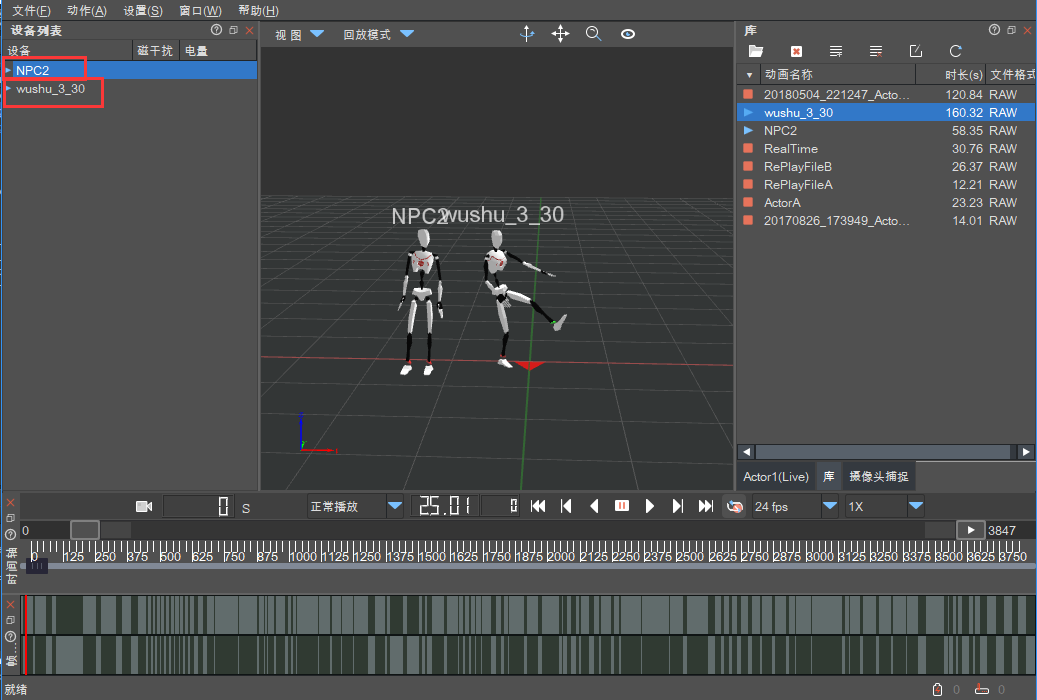 文件(F) 动作(A) 设置(S) 窗口(W) 帮助(H)
设备列表
设备 磁干扰 电量
NPC2
wushu_3_30
视 图 回放模式
NPC2 wushu_3_30
库
动画名称 时长(s) 文件格式
20180504_221247_Acto... 120.84 RAW
wushu_3_30 160.32 RAW
NPC2 58.35 RAW
RealTime 30.76 RAW
RePlayFileB 26.37 RAW
RePlayFileA 12.21 RAW
ActorA 23.23 RAW
20170826_173949_Acto... 14.01 RAW
Actor1(Live) 库 摄像头捕捉
0 S 正常播放 25.01 0 24 fps 1X
0 3847
0 125 250 375 500 625 750 875 1000 1125 1250 1375 1500 1625 1750 1875 2000 2125 2250 2375 2500 2625 2750 2875 3000 3125 3250 3375 3500 3625 3750
就绪 0 0